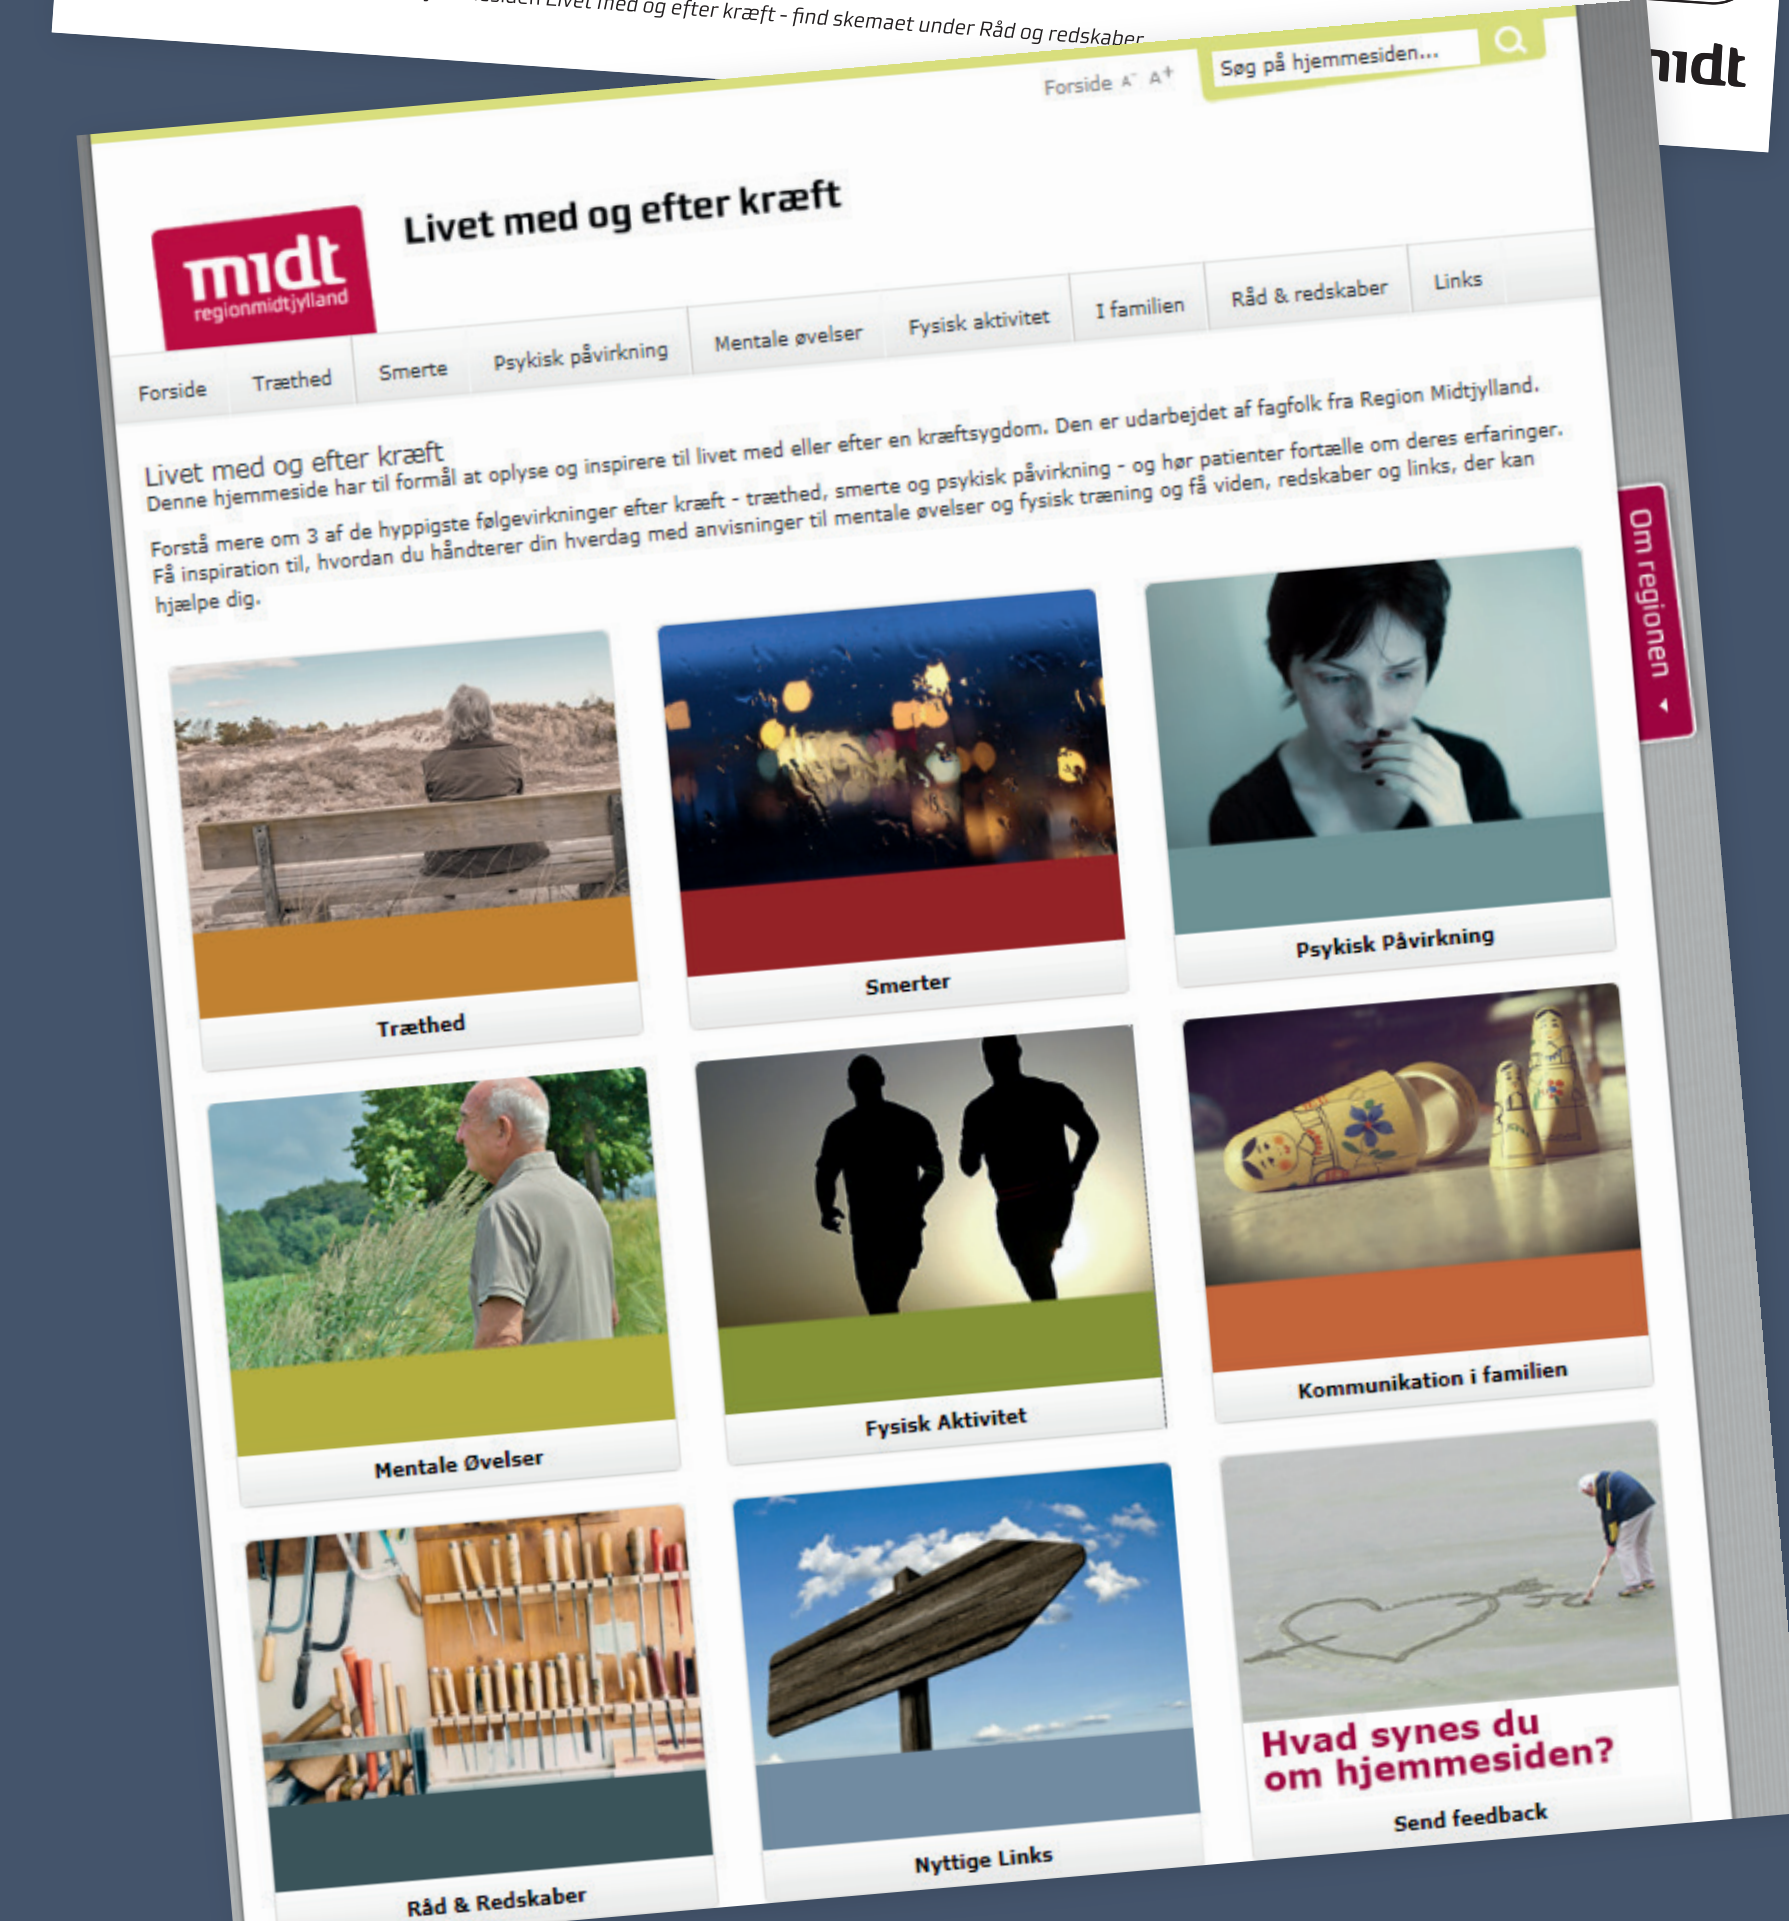 Livet med og efter kræft - find skemaet under Råd og redskaber
midt
Forside A- A+
Søg på hjemmesiden...
midt
regionmidtjylland
Livet med og efter kræft
Forside
Træthed
Smerte
Psykisk påvirkning
Mentale øvelser
Fysisk aktivitet
I familien
Råd & redskaber
Links
Livet med og efter kræft
Denne hjemmeside har til formål at oplyse og inspirere til livet med eller efter en kræftsygdom. Den er udarbejdet af fagfolk fra Region Midtjylland.
Forstå mere om 3 af de hyppigste følgevirkninger efter kræft - træthed, smerte og psykisk påvirkning - og hør patienter fortælle om deres erfaringer.
Få inspiration til, hvordan du håndterer din hverdag med anvisninger til mentale øvelser og fysisk træning og få viden, redskaber og links, der kan
hjælpe dig.
Om regionen
Træthed
Smerter
Psykisk Påvirkning
Mentale Øvelser
Fysisk Aktivitet
Kommunikation i familien
Råd & Redskaber
Nyttige Links
Hvad synes du
om hjemmesiden?
Send feedback